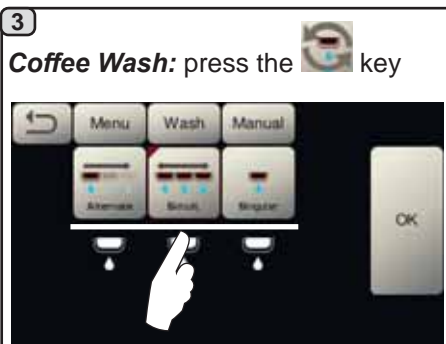 3
Coffee Wash: press the key
Menu Wash Manual
Alternate Simult. Singular
OK